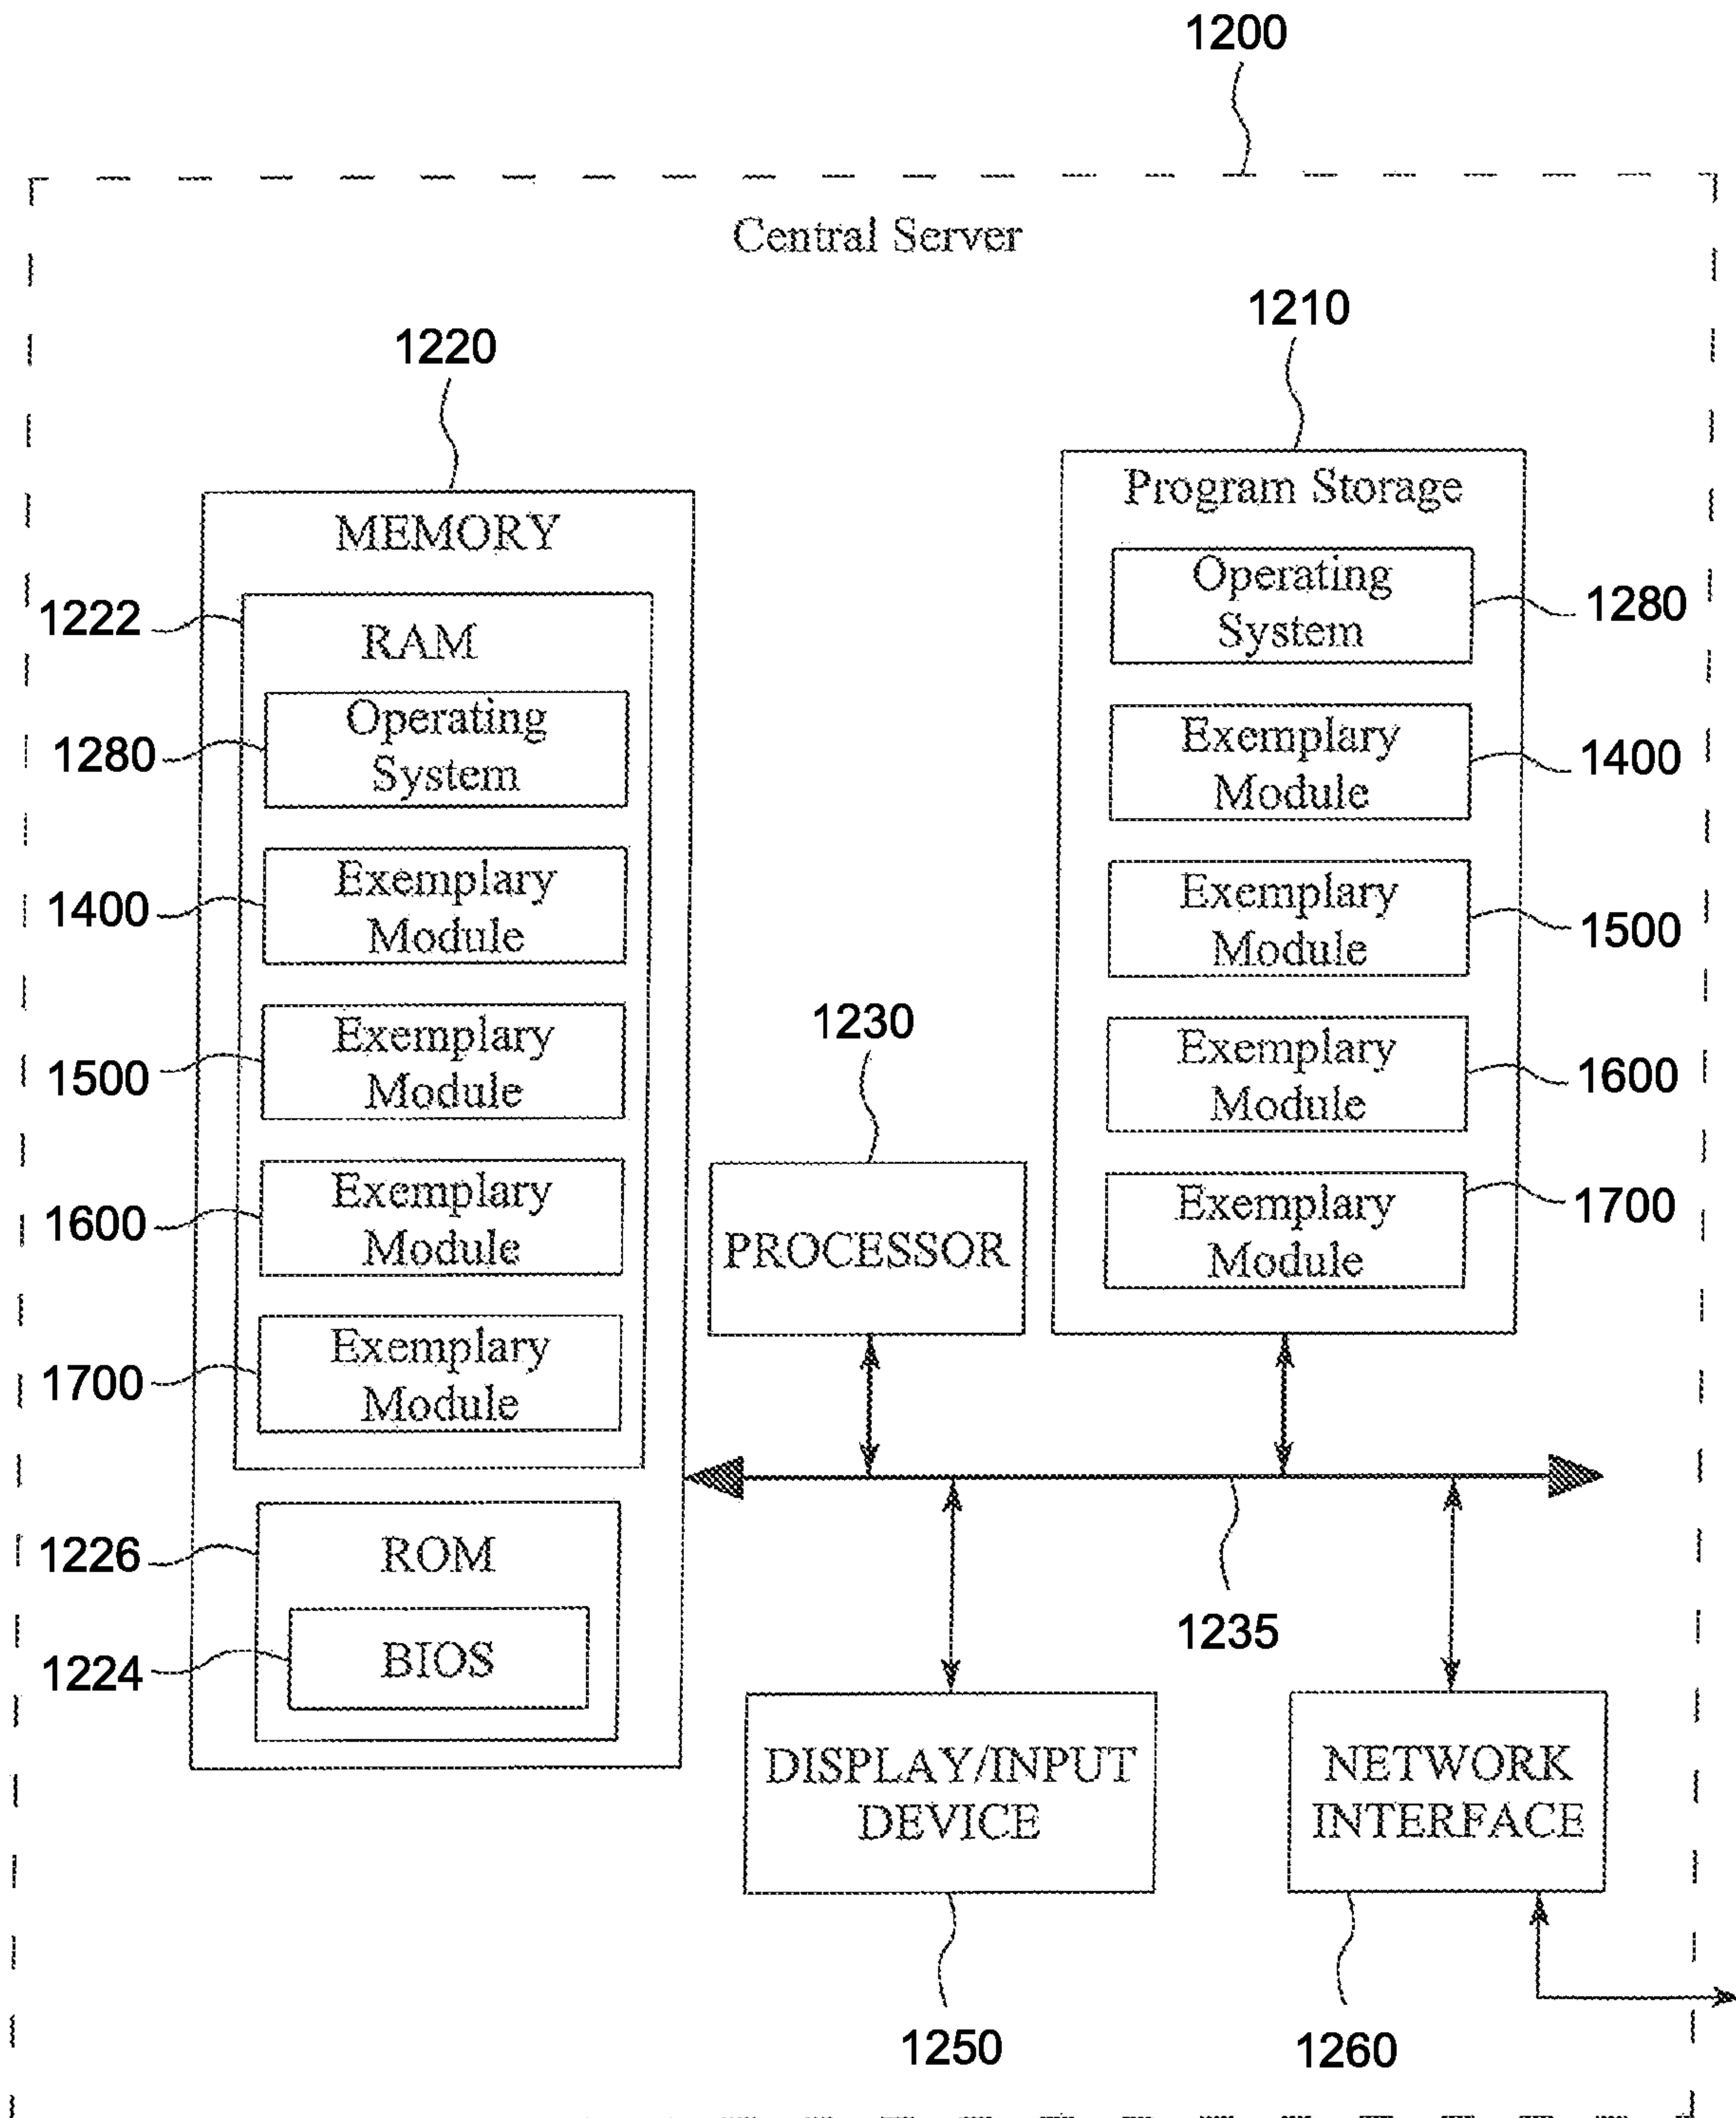 1200
Central Server
1220
MEMORY
1222
RAM
1280
Operating
System
1400
Exemplary
Module
1500
Exemplary
Module
1600
Exemplary
Module
1700
Exemplary
Module
1226
ROM
1224
BIOS
1210
Program Storage
Operating
System
1280
Exemplary
Module
1400
Exemplary
Module
1500
Exemplary
Module
1600
Exemplary
Module
1700
1230
PROCESSOR
1235
DISPLAY/INPUT
DEVICE
1250
NETWORK
INTERFACE
1260